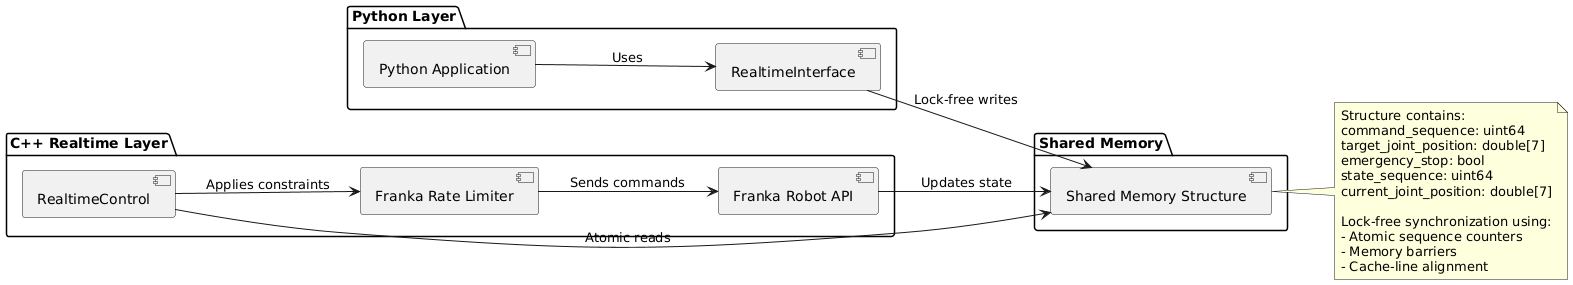 Python Layer
Python Application
Uses
RealtimeInterface
Lock-free writes
C++ Realtime Layer
RealtimeControl
Applies constraints
Franka Rate Limiter
Sends commands
Franka Robot API
Updates state
Atomic reads
Shared Memory
Shared Memory Structure
Structure contains:
command_sequence: uint64
target_joint_position: double[7]
emergency_stop: bool
state_sequence: uint64
current_joint_position: double[7]
Lock-free synchronization using:
- Atomic sequence counters
- Memory barriers
- Cache-line alignment